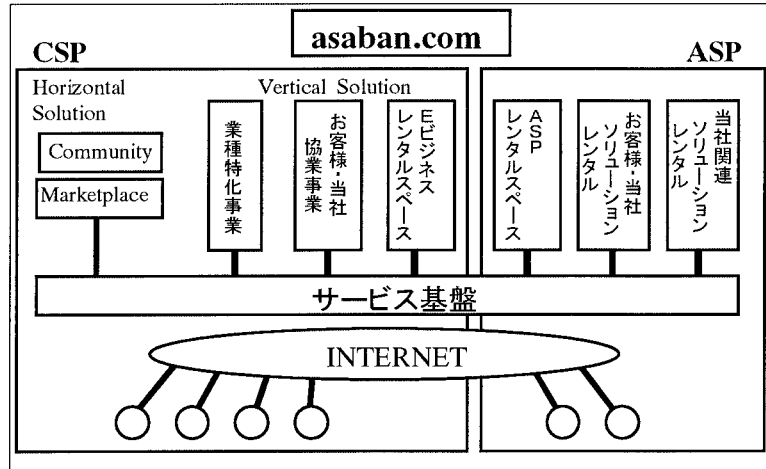 asaban.com
CSP
ASP
Horizontal
Solution
Vertical Solution
Community
Marketplace
業種特化事業
お客様・当社
協業事業
Eビジネス
レンタルスペース
ASP
レンタルスペース
お客様・当社
ソリューション
レンタル
当社関連
ソリューション
レンタル
サービス基盤
INTERNET